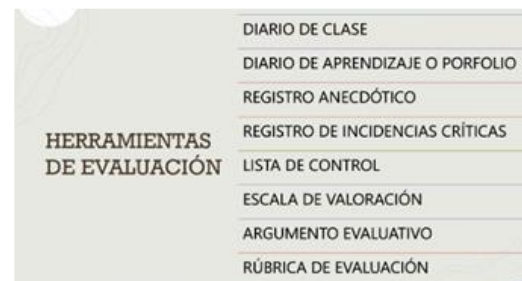 HERRAMIENTAS
DE EVALUACIÓN
DIARIO DE CLASE
DIARIO DE APRENDIZAJE O PORFOLIO
REGISTRO ANECDÓTICO
REGISTRO DE INCIDENCIAS CRÍTICAS
LISTA DE CONTROL
ESCALA DE VALORACIÓN
ARGUMENTO EVALUATIVO
RÚBRICA DE EVALUACIÓN